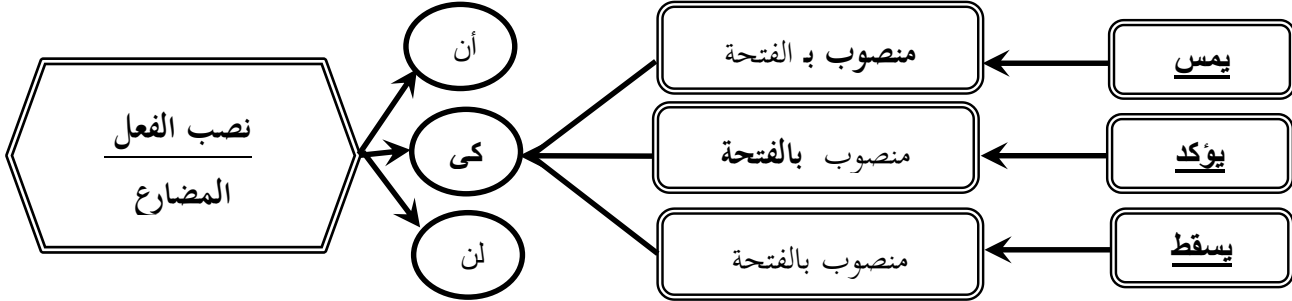 نصب الفعل
المضارع
أن
كى
لن
منصوب بـ الفتحة
منصوب بالفتحة
منصوب بالفتحة
يمس
يؤكد
يسقط